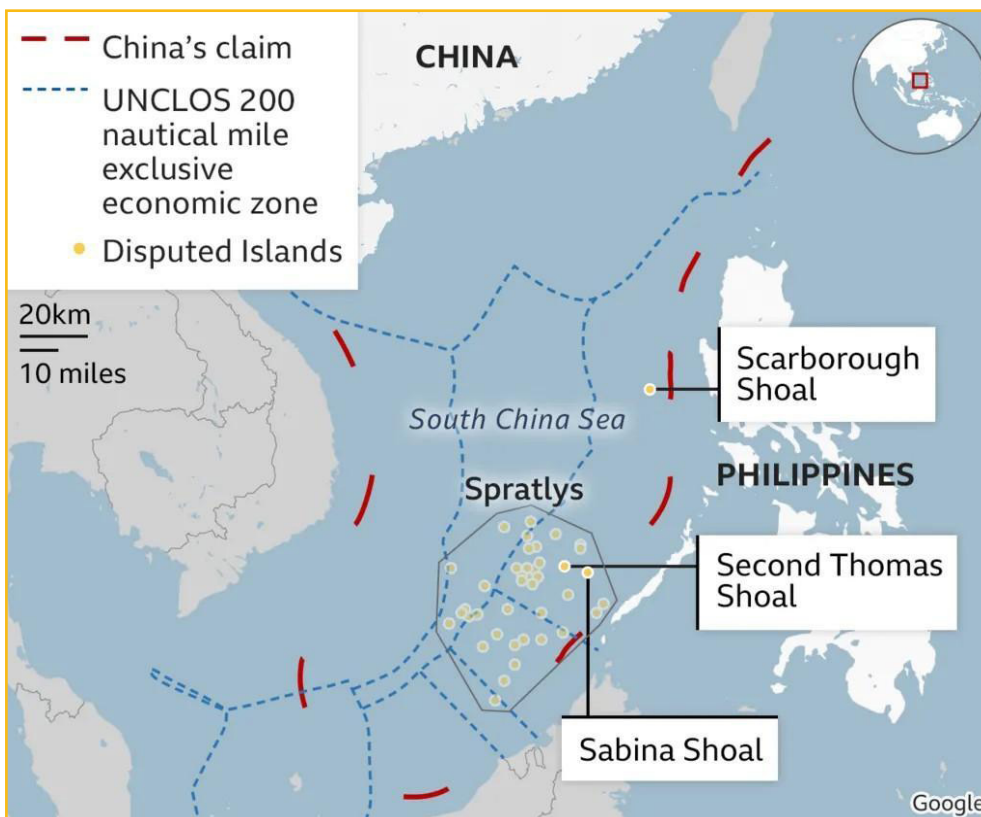 China's claim
UNCLOS 200
nautical mile
exclusive
economic zone
Disputed Islands
20km
10 miles
CHINA
South China Sea
Spratlys
Scarborough
Shoal
PHILIPPINES
Second Thomas
Shoal
Sabina Shoal
Google